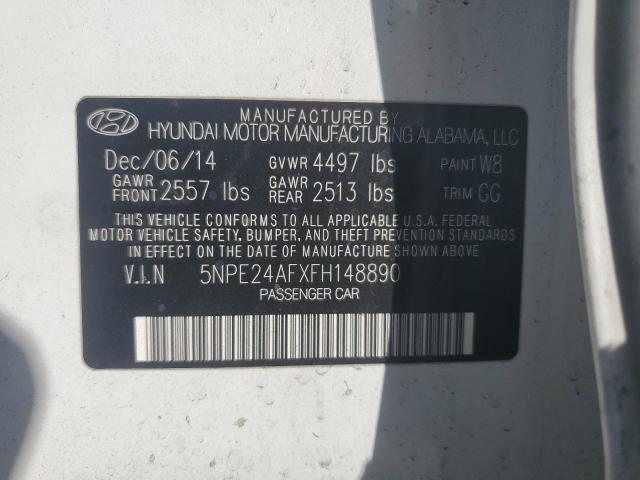 MANUFACTURED BY
HYUNDAI MOTOR MANUFACTURING ALABAMA, LLC
Dec/06/14 GVWR 4497 lbs PAINT W8
GAWR FRONT 2557 lbs GAWR REAR 2513 lbs TRIM GG
THIS VEHICLE CONFORMS TO ALL APPLICABLE U.S.A. FEDERAL
MOTOR VEHICLE SAFETY, BUMPER, AND THEFT PREVENTION STANDARDS
IN EFFECT ON THE DATE OF MANUFACTURE SHOWN ABOVE
V.I.N 5NPE24AFXFH148890
PASSENGER CAR